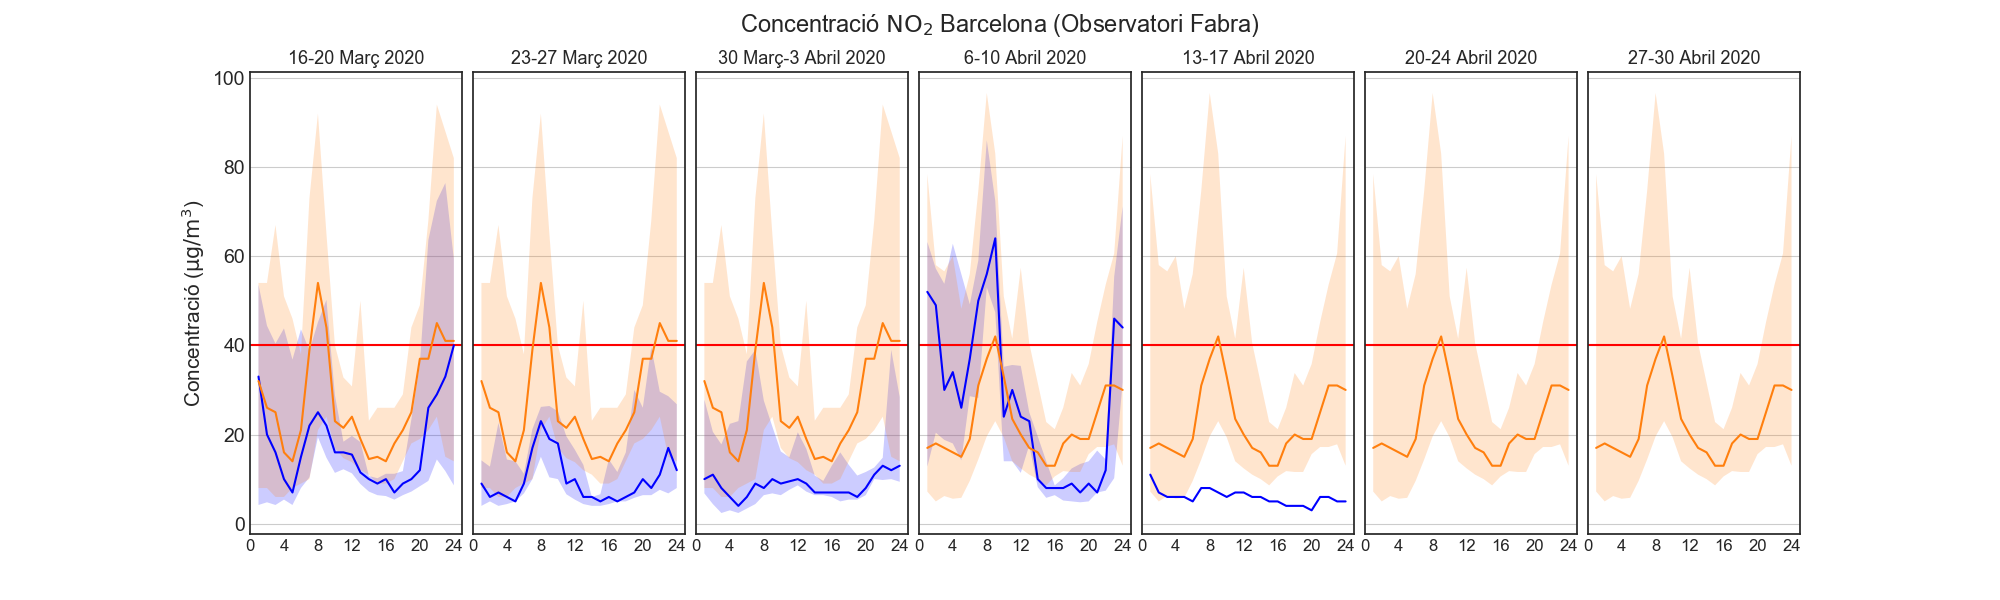 Concentració NO₂ Barcelona (Observatori Fabra)
16-20 Març 2020
23-27 Març 2020
30 Març-3 Abril 2020
6-10 Abril 2020
13-17 Abril 2020
20-24 Abril 2020
27-30 Abril 2020
Concentració (µg/m³)
100
80
60
40
20
0
0 4 8 12 16 20 24
0 4 8 12 16 20 24
0 4 8 12 16 20 24
0 4 8 12 16 20 24
0 4 8 12 16 20 24
0 4 8 12 16 20 24
0 4 8 12 16 20 24